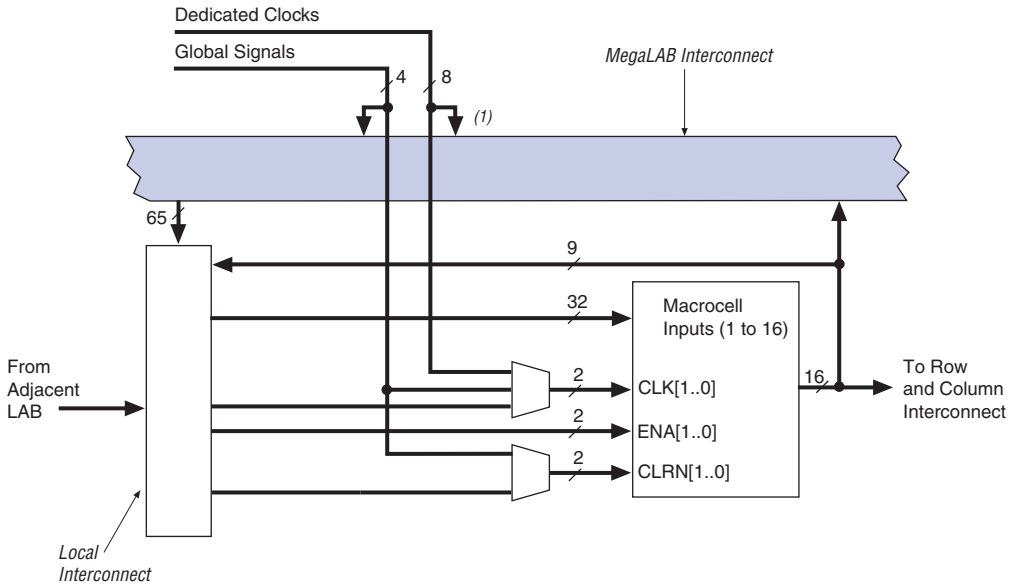 Dedicated Clocks
Global Signals
MegaLAB Interconnect
4
8
(1)
65
9
32
Macrocell
Inputs (1 to 16)
From
Adjacent
LAB
2
CLK[1..0]
16
To Row
and Column
Interconnect
2
ENA[1..0]
2
CLRN[1..0]
Local
Interconnect